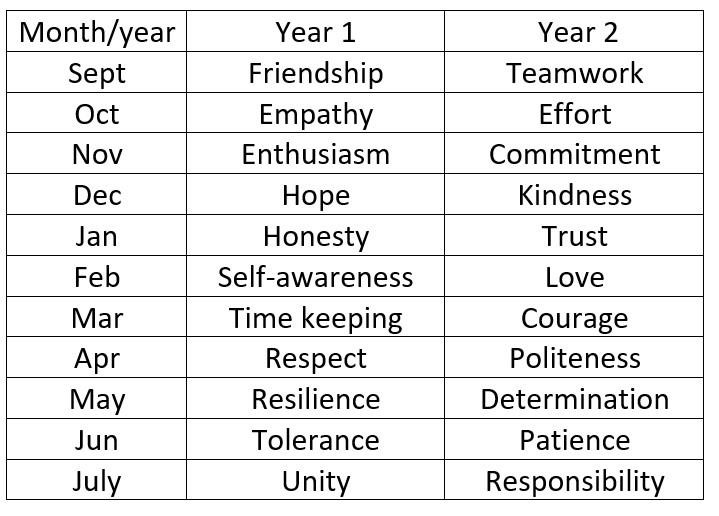 Month/year Year 1 Year 2
Sept Friendship Teamwork
Oct Empathy Effort
Nov Enthusiasm Commitment
Dec Hope Kindness
Jan Honesty Trust
Feb Self-awareness Love
Mar Time keeping Courage
Apr Respect Politeness
May Resilience Determination
Jun Tolerance Patience
July Unity Responsibility